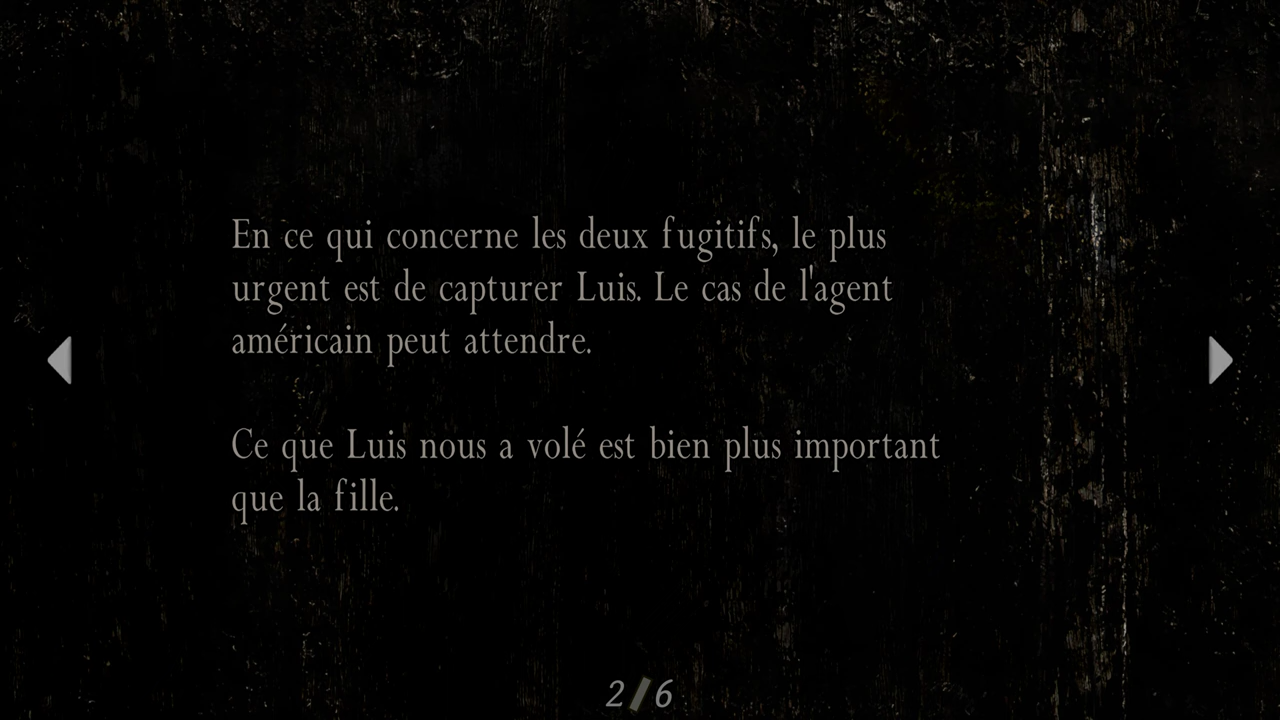 En ce qui concerne les deux fugitifs, le plus
urgent est de capturer Luis. Le cas de l'agent
américain peut attendre.
Ce que Luis nous a volé est bien plus important
que la fille.
2/6